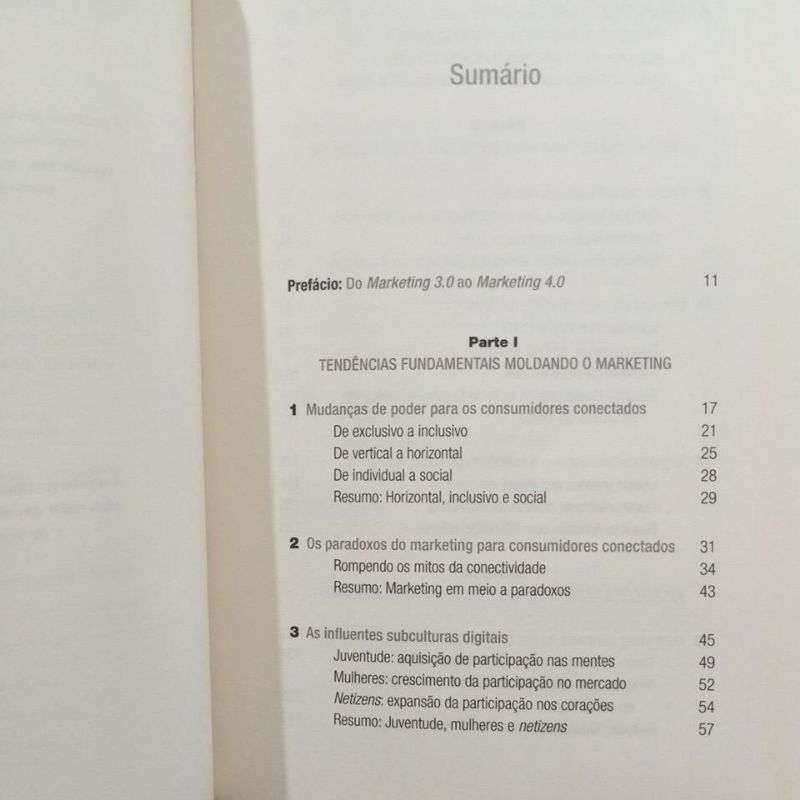 Sumário
Prefácio: Do Marketing 3.0 ao Marketing 4.0 11
Parte I
TENDÊNCIAS FUNDAMENTAIS MOLDANDO O MARKETING
1 Mudanças de poder para os consumidores conectados 17
De exclusivo a inclusivo 21
De vertical a horizontal 25
De individual a social 28
Resumo: Horizontal, inclusivo e social 29
2 Os paradoxos do marketing para consumidores conectados 31
Rompendo os mitos da conectividade 34
Resumo: Marketing em meio a paradoxos 43
3 As influentes subculturas digitais 45
Juventude: aquisição de participação nas mentes 49
Mulheres: crescimento da participação no mercado 52
Netizens: expansão da participação nos corações 54
Resumo: Juventude, mulheres e netizens 57